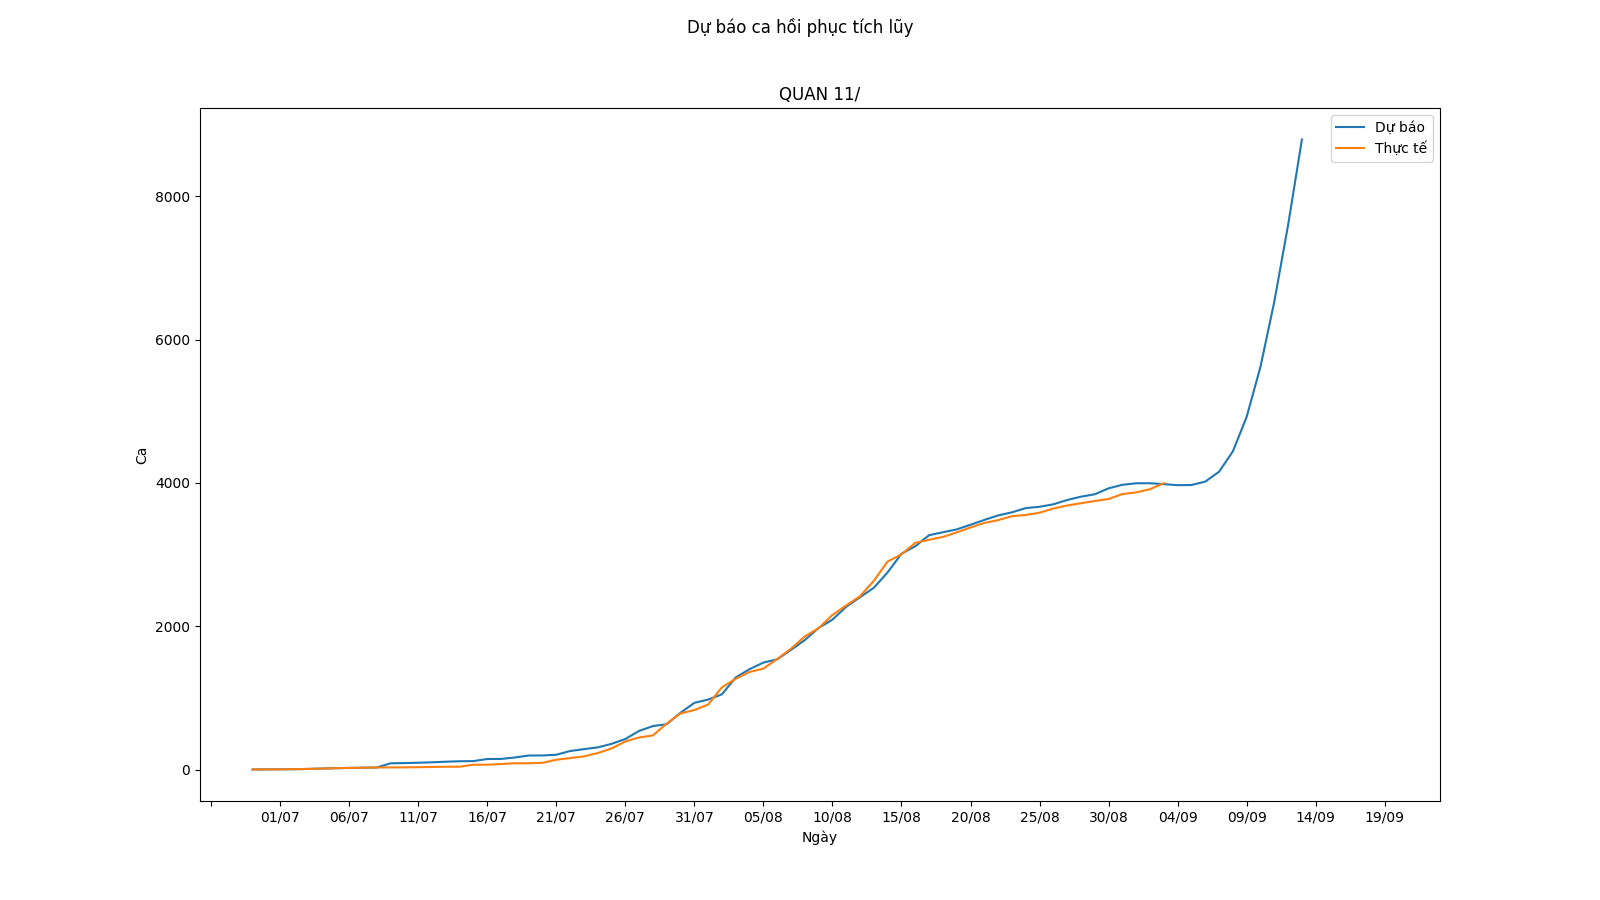 Dự báo ca hồi phục tích lũy
QUAN 11/
Dự báo
Thực tế
8000
6000
4000
2000
0
Ca
01/07 06/07 11/07 16/07 21/07 26/07 31/07 05/08 10/08 15/08 20/08 25/08 30/08 04/09 09/09 14/09 19/09
Ngày